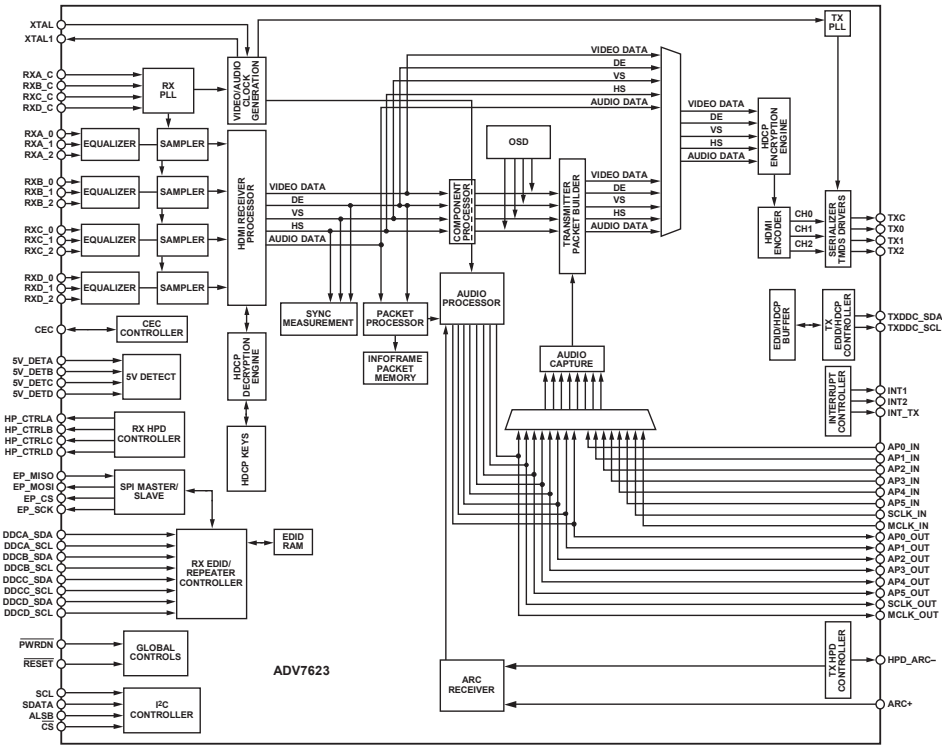 XTAL
XTAL1
RXA_C
RXB_C
RXC_C
RXD_C
RX
PLL
VIDEO/AUDIO
CLOCK
GENERATION
TX
PLL
RXA_0
RXA_1
RXA_2
EQUALIZER
SAMPLER
RXB_0
RXB_1
RXB_2
EQUALIZER
SAMPLER
RXC_0
RXC_1
RXC_2
EQUALIZER
SAMPLER
RXD_0
RXD_1
RXD_2
EQUALIZER
SAMPLER
HDMI RECEIVER
PROCESSOR
VIDEO DATA
DE
VS
HS
AUDIO DATA
VIDEO DATA
DE
VS
HS
AUDIO DATA
OSD
COMPONENT
PROCESSOR
TRANSMITTER
PACKET BUILDER
VIDEO DATA
DE
VS
HS
AUDIO DATA
VIDEO DATA
DE
VS
HS
AUDIO DATA
HDCP
ENCRYPTION
ENGINE
HDMI
ENCODER
CH0
CH1
CH2
SERIALIZER
TMDS DRIVERS
TXC
TX0
TX1
TX2
CEC
CEC
CONTROLLER
5V_DETA
5V_DETB
5V_DETC
5V_DETD
5V DETECT
HP_CTRLA
HP_CTRLB
HP_CTRLC
HP_CTRLD
RX HPD
CONTROLLER
EP_MISO
EP_MOSI
EP_CS
EP_SCK
SPI MASTER/
SLAVE
HDCP
DECRYPTION
ENGINE
HDCP KEYS
SYNC
MEASUREMENT
PACKET
PROCESSOR
INFOFRAME
PACKET
MEMORY
AUDIO
PROCESSOR
AUDIO
CAPTURE
EDID/HDCP
BUFFER
TX
EDID/HDCP
CONTROLLER
TXDDC_SDA
TXDDC_SCL
INTERRUPT
CONTROLLER
INT1
INT2
INT_TX
AP0_IN
AP1_IN
AP2_IN
AP3_IN
AP4_IN
AP5_IN
SCLK_IN
MCLK_IN
AP0_OUT
AP1_OUT
AP2_OUT
AP3_OUT
AP4_OUT
AP5_OUT
SCLK_OUT
MCLK_OUT
DDCA_SDA
DDCA_SCL
DDCB_SDA
DDCB_SCL
DDCC_SDA
DDCC_SCL
DDCD_SDA
DDCD_SCL
RX EDID/
REPEATER
CONTROLLER
EDID
RAM
PWRDN
RESET
GLOBAL
CONTROLS
SCL
SDATA
ALSB
CS
I²C
CONTROLLER
ADV7623
ARC
RECEIVER
TX HPD
CONTROLLER
HPD_ARC–
ARC+